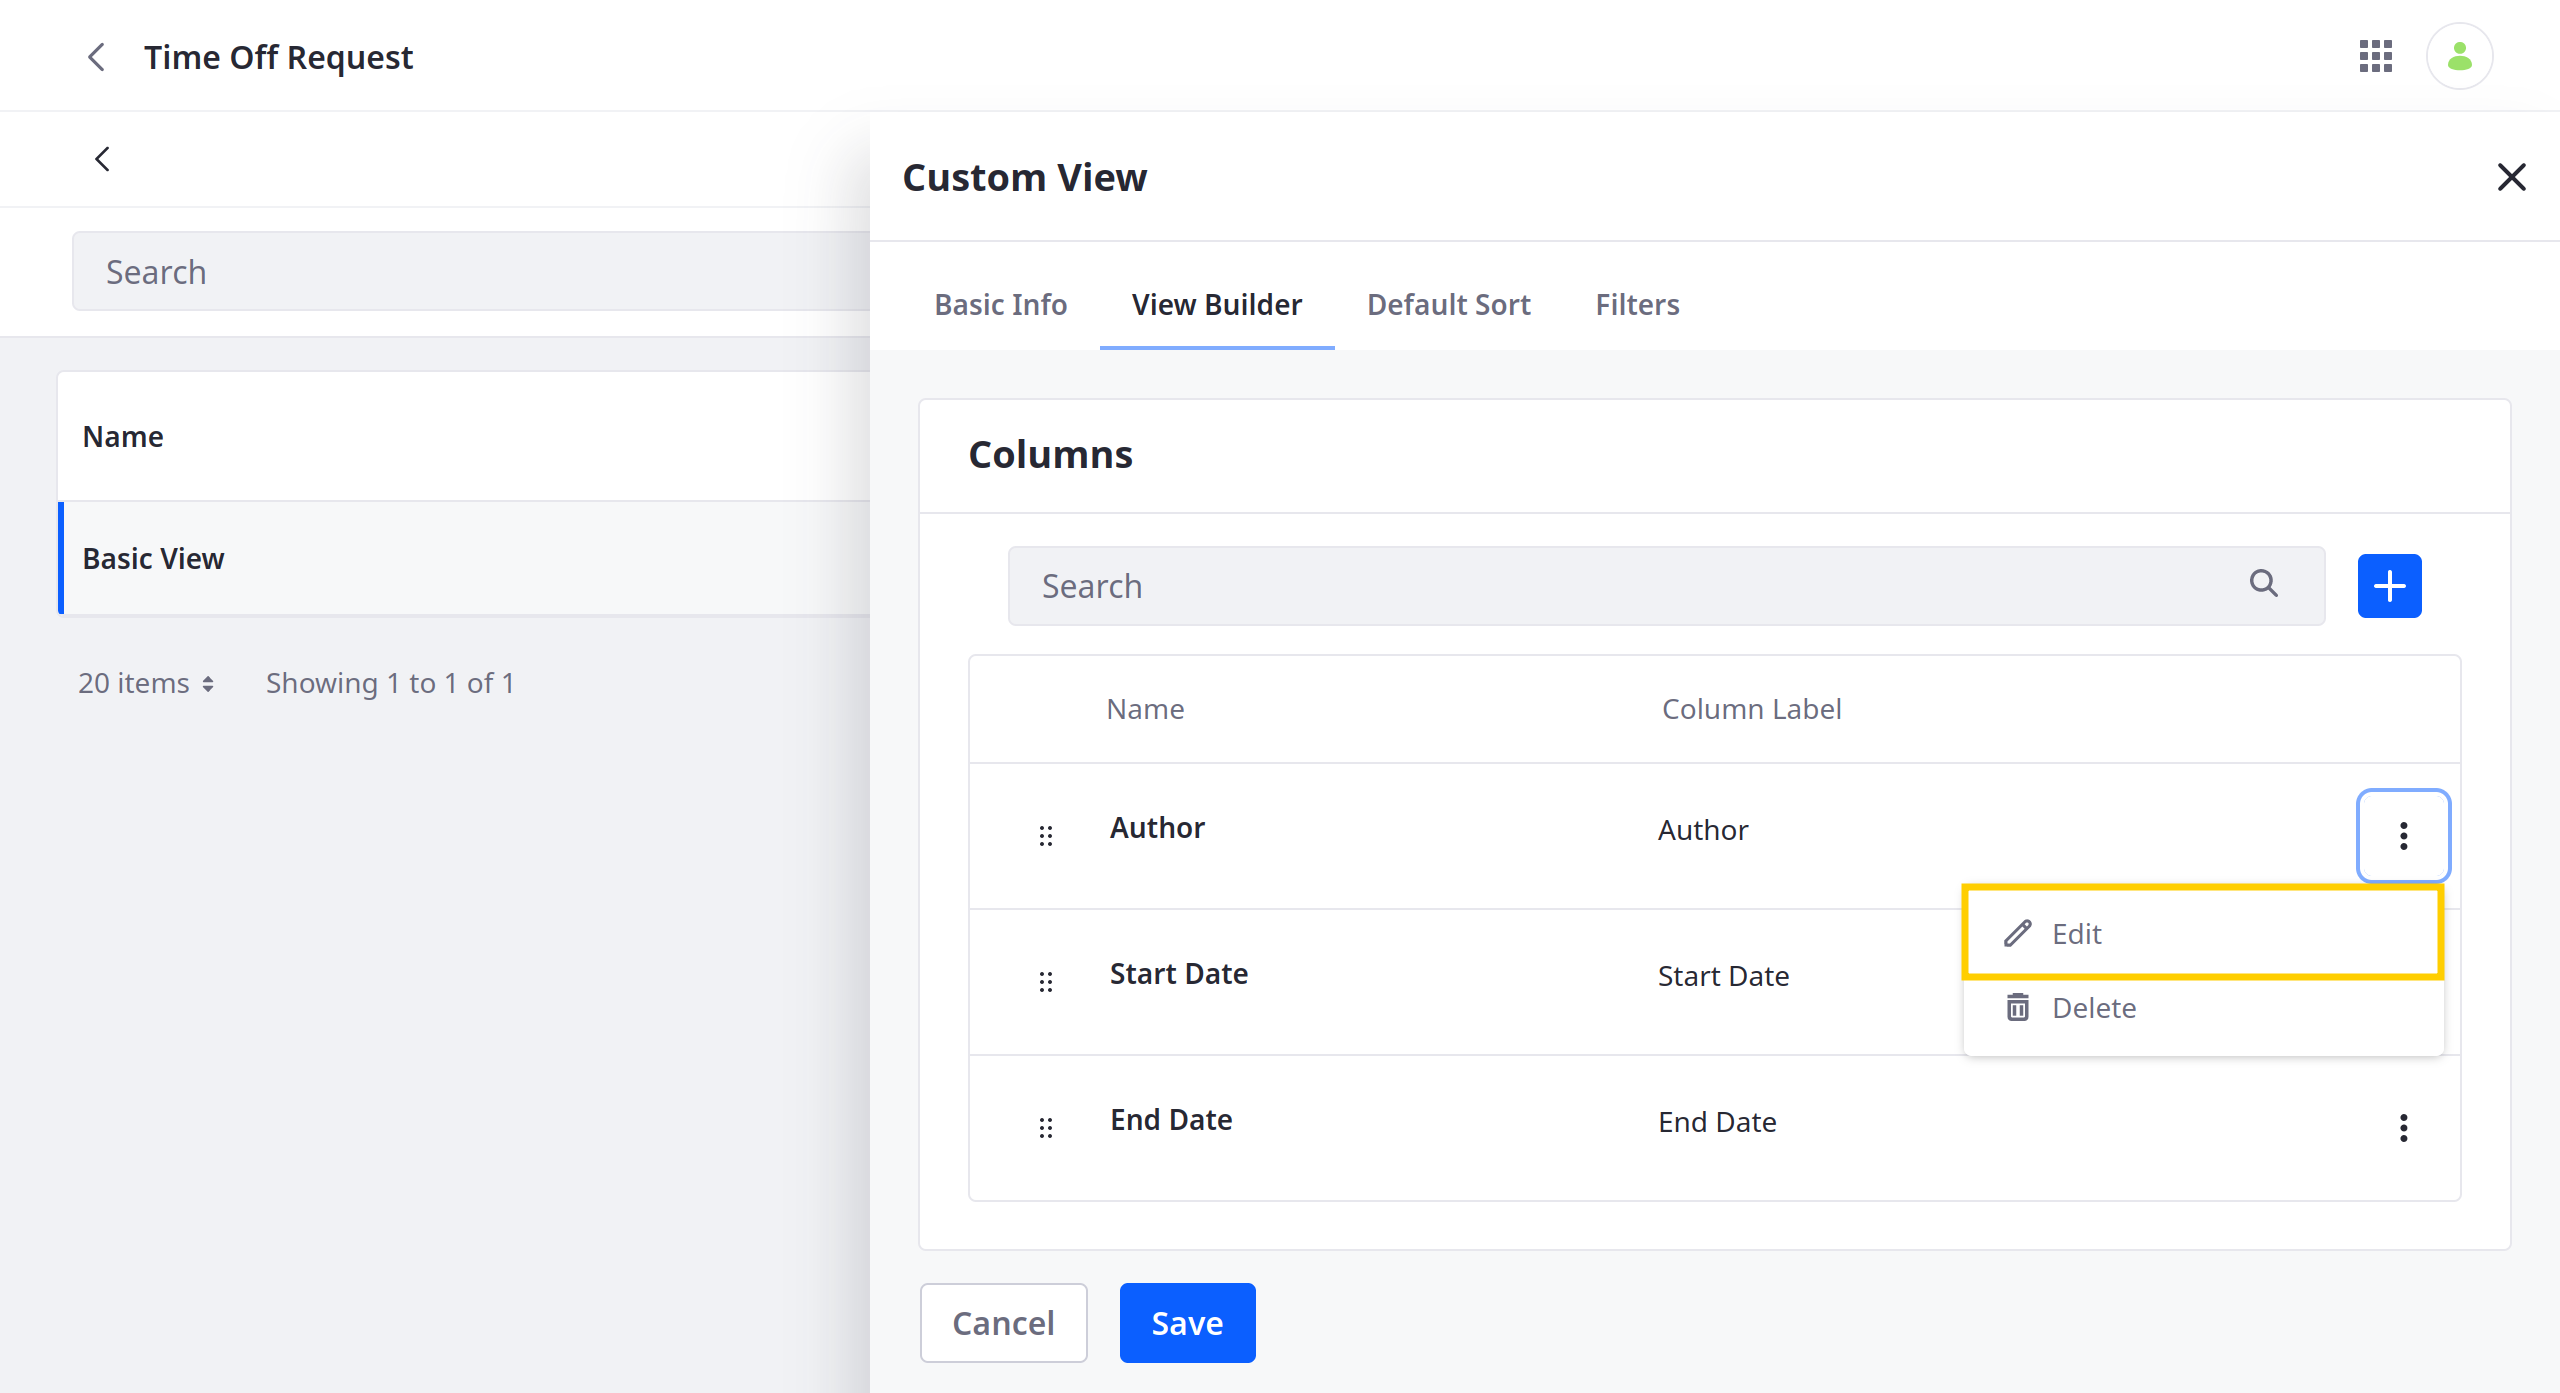 Time Off Request
Custom View
Search
Basic Info
View Builder
Default Sort
Filters
Name
Basic View
20 items
Showing 1 to 1 of 1
Columns
Search
Name
Column Label
Author
Author
Edit
Start Date
Start Date
Delete
End Date
End Date
Cancel
Save